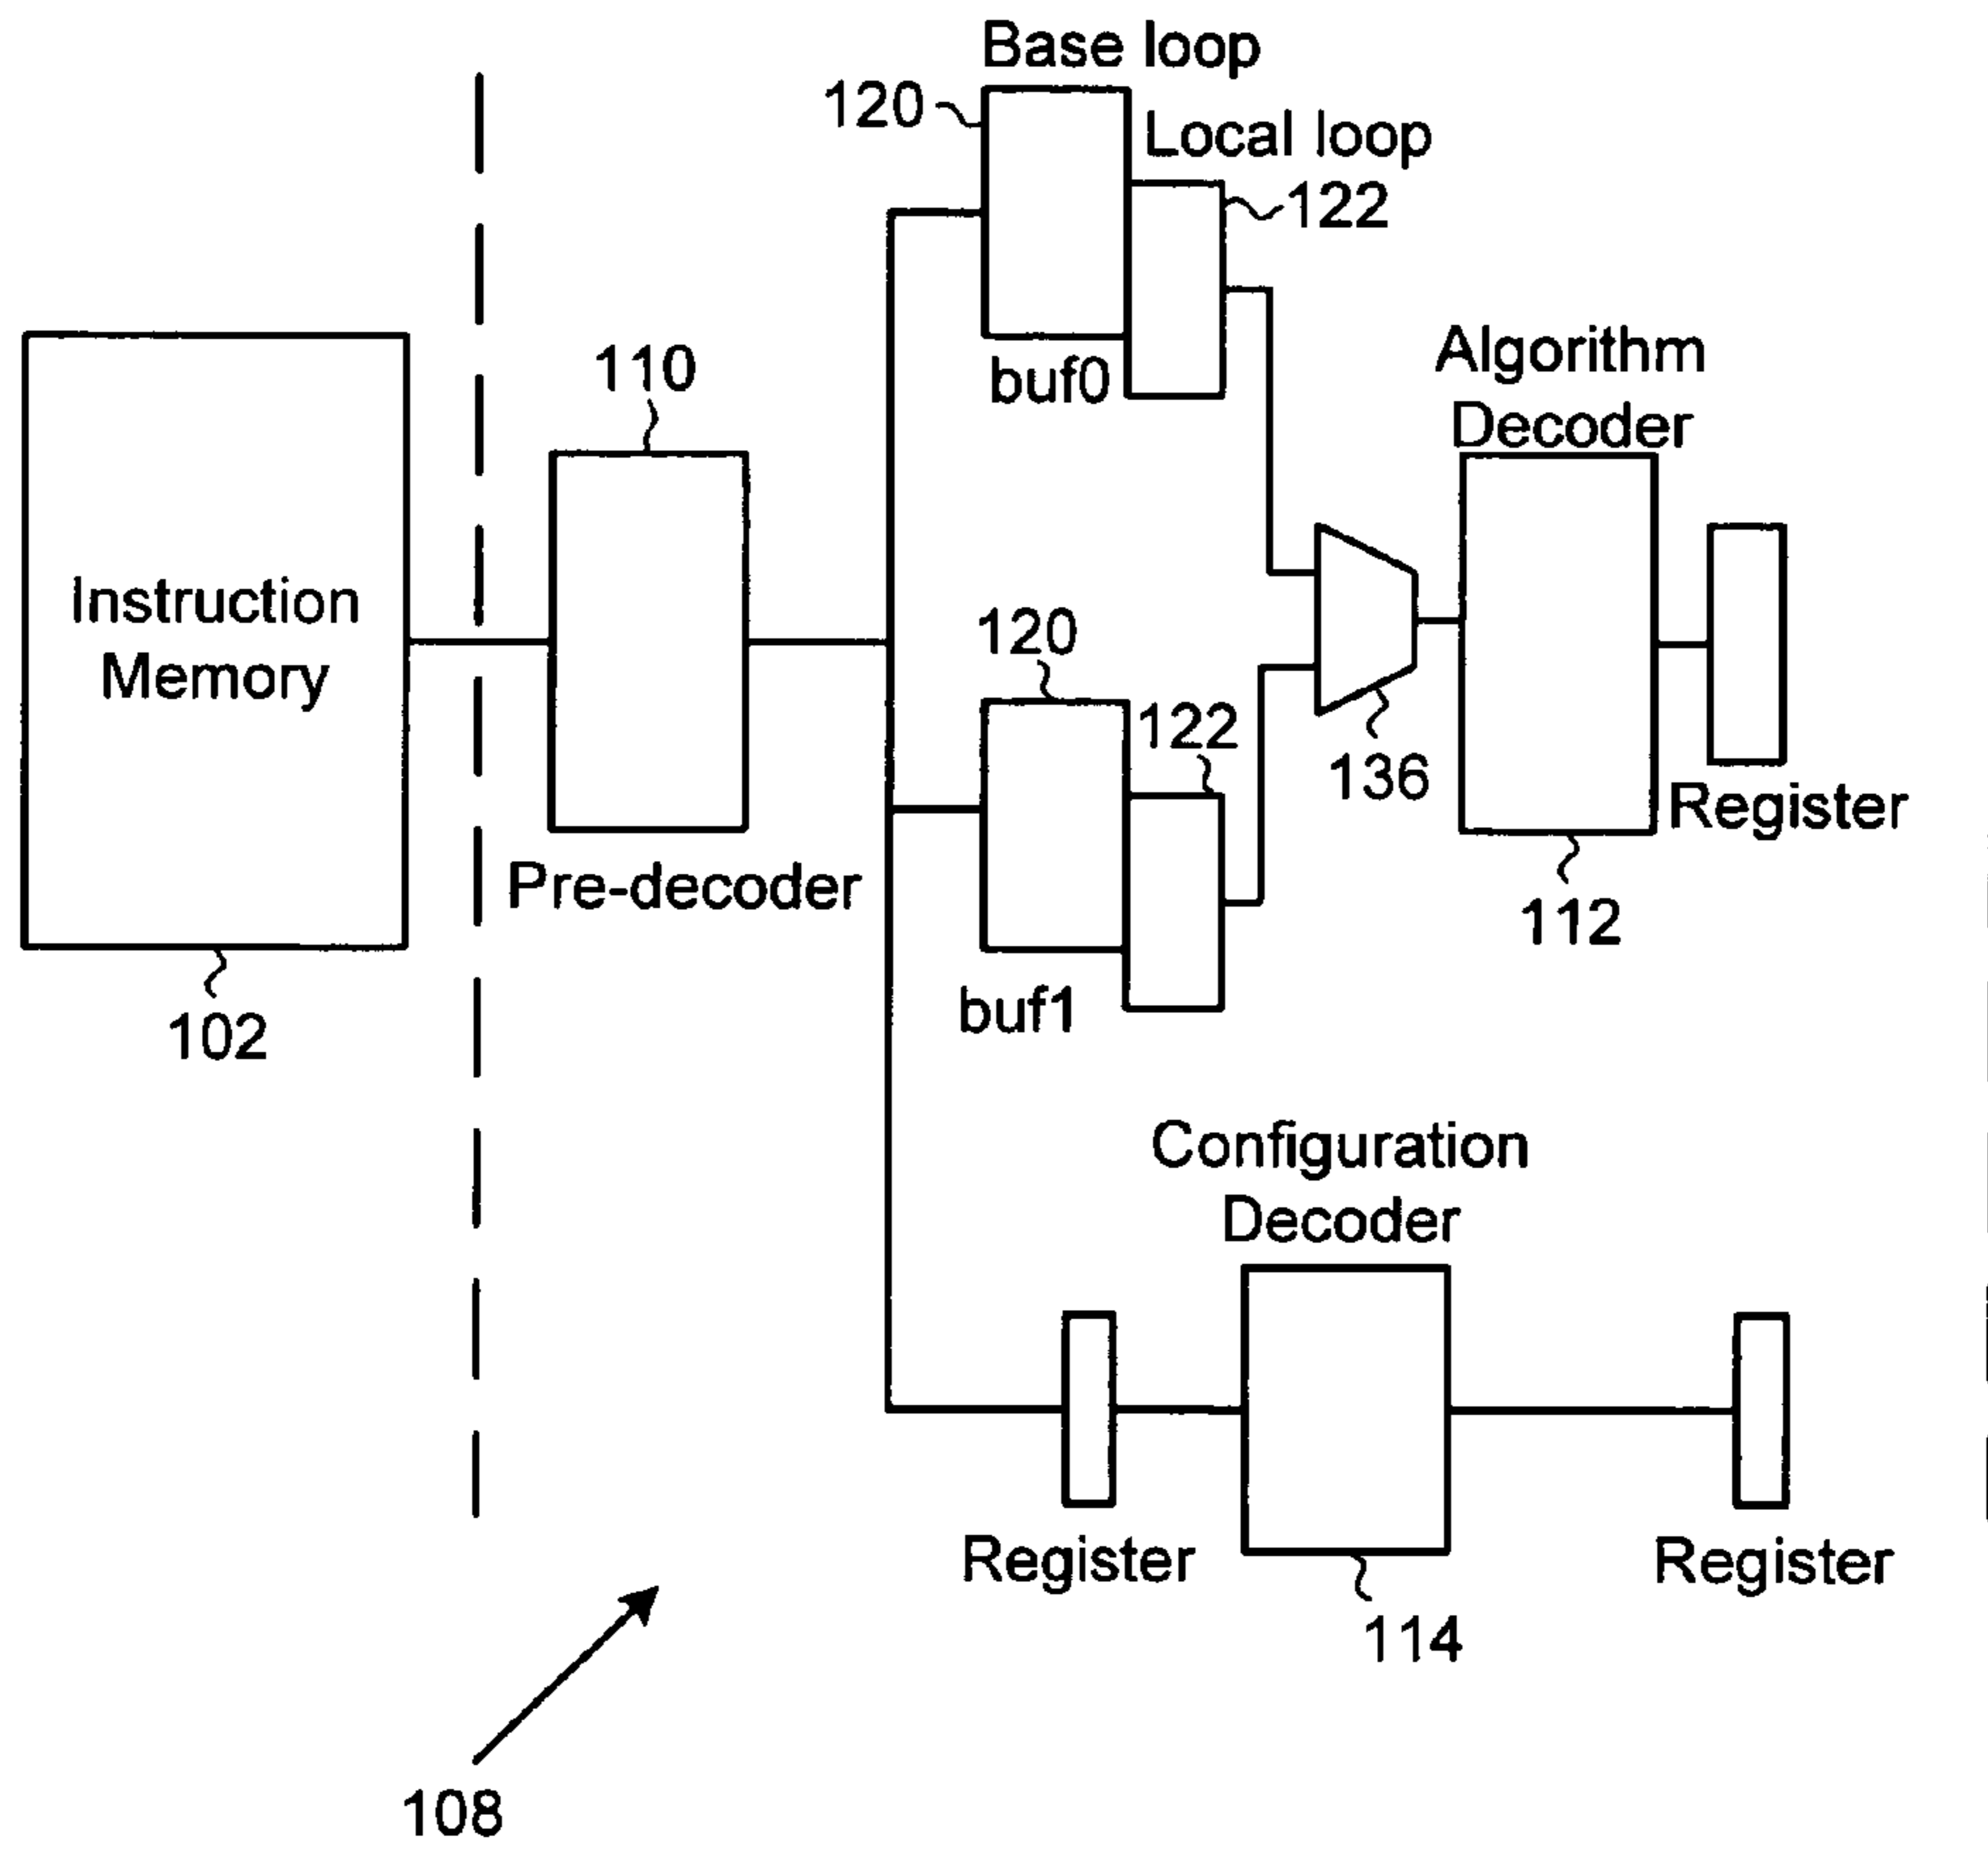 Base loop
120
Local loop
122
buf0
110
Algorithm
Decoder
Instruction
Memory
120
122
136
Register
Pre-decoder
112
buf1
102
Configuration
Decoder
Register
Register
114
108